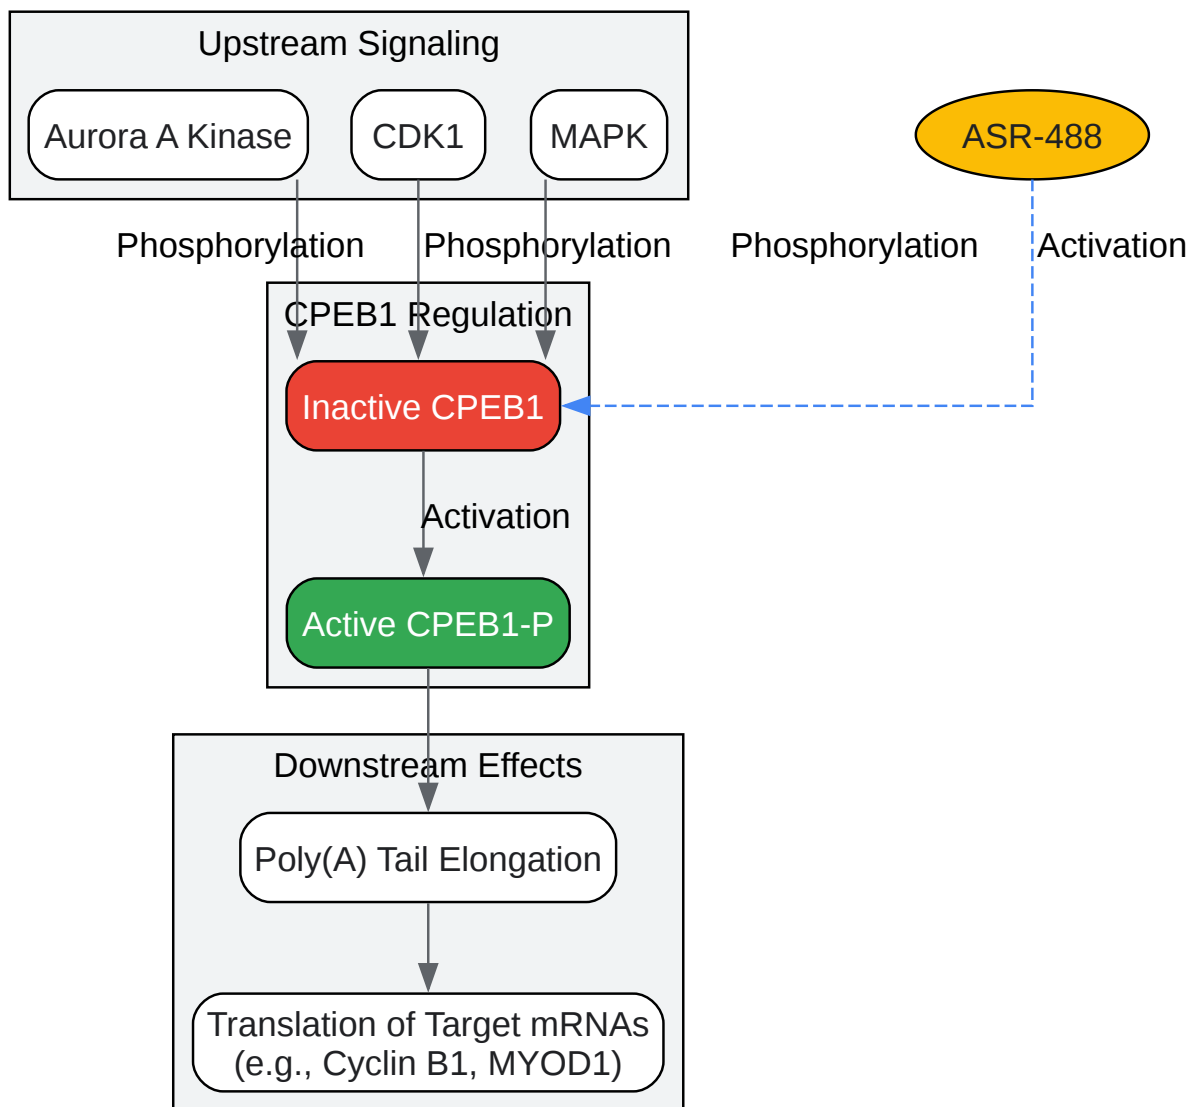 Upstream Signaling
Aurora A Kinase
CDK1
MAPK
ASR-488
Phosphorylation
Phosphorylation
Phosphorylation
Activation
CPEB1 Regulation
Inactive CPEB1
Activation
Active CPEB1-P
Downstream Effects
Poly(A) Tail Elongation
Translation of Target mRNAs
(e.g., Cyclin B1, MYOD1)